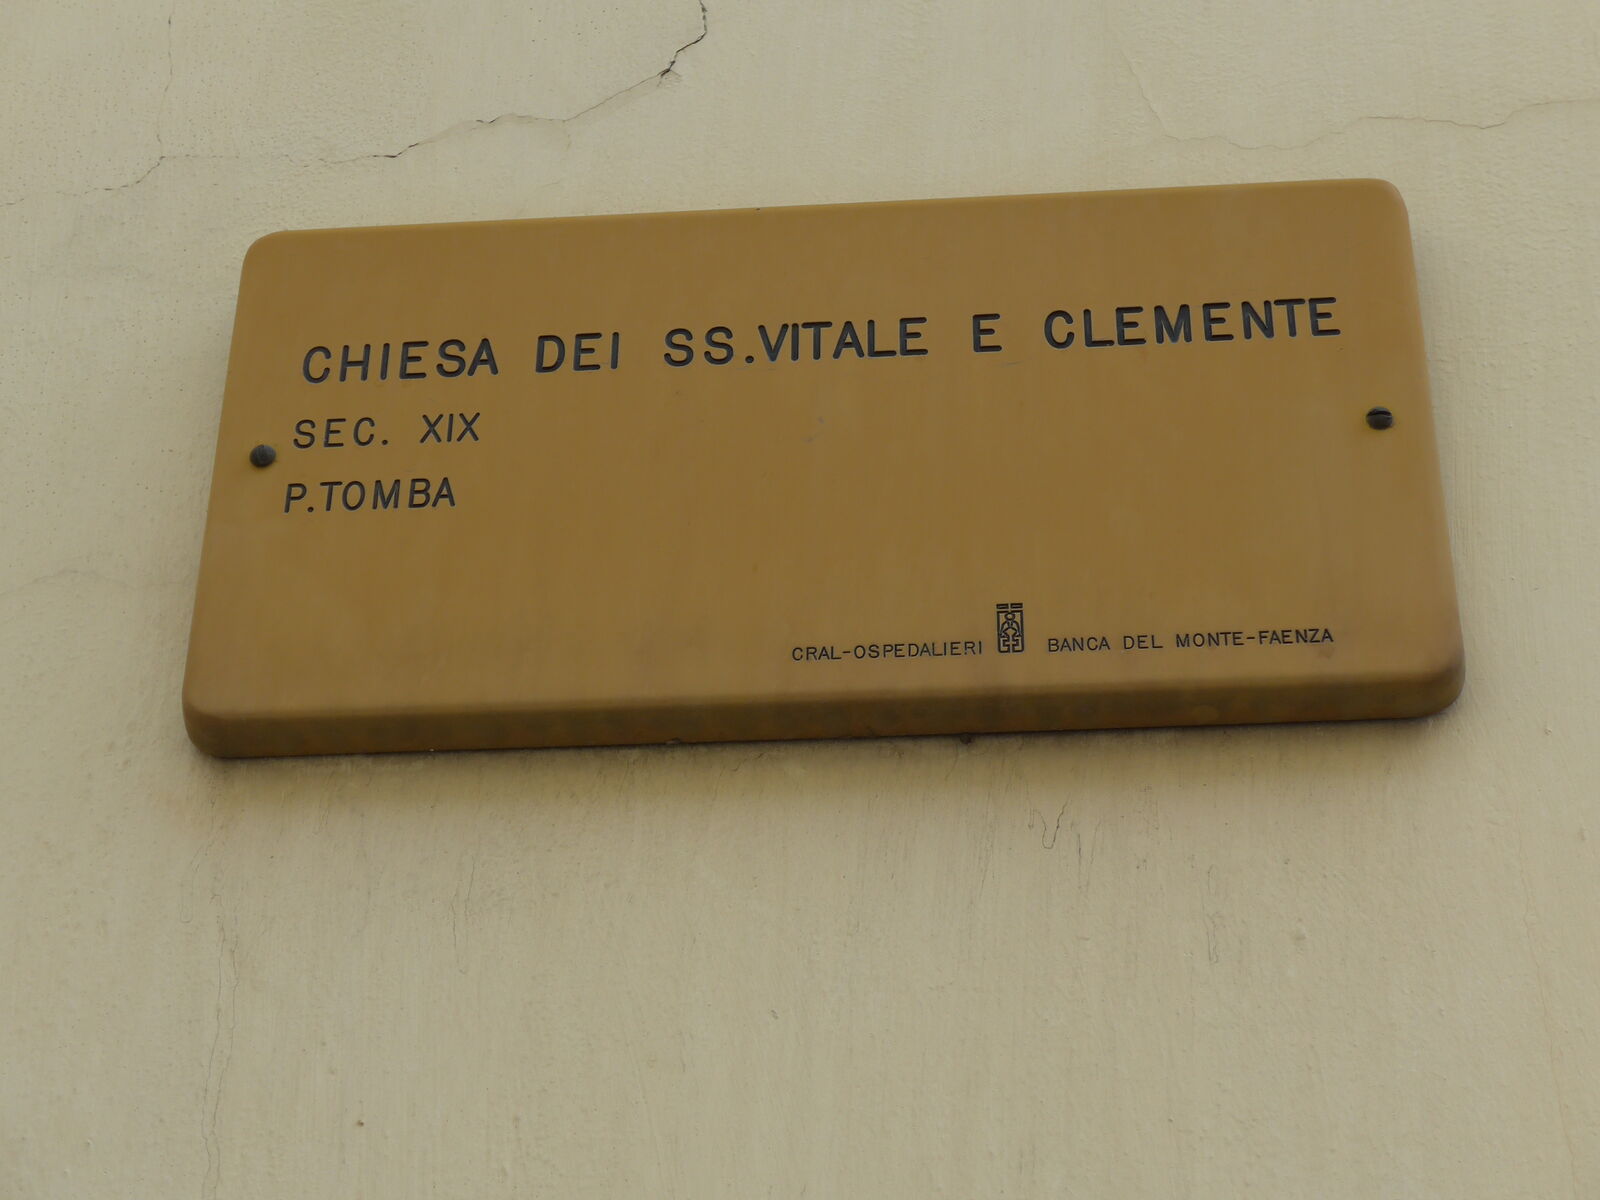 CHIESA DEI SS.VITALE E CLEMENTE
SEC. XIX
P.TOMBA
CRAL-OSPEDALIERI BANCA DEL MONTE-FAENZA